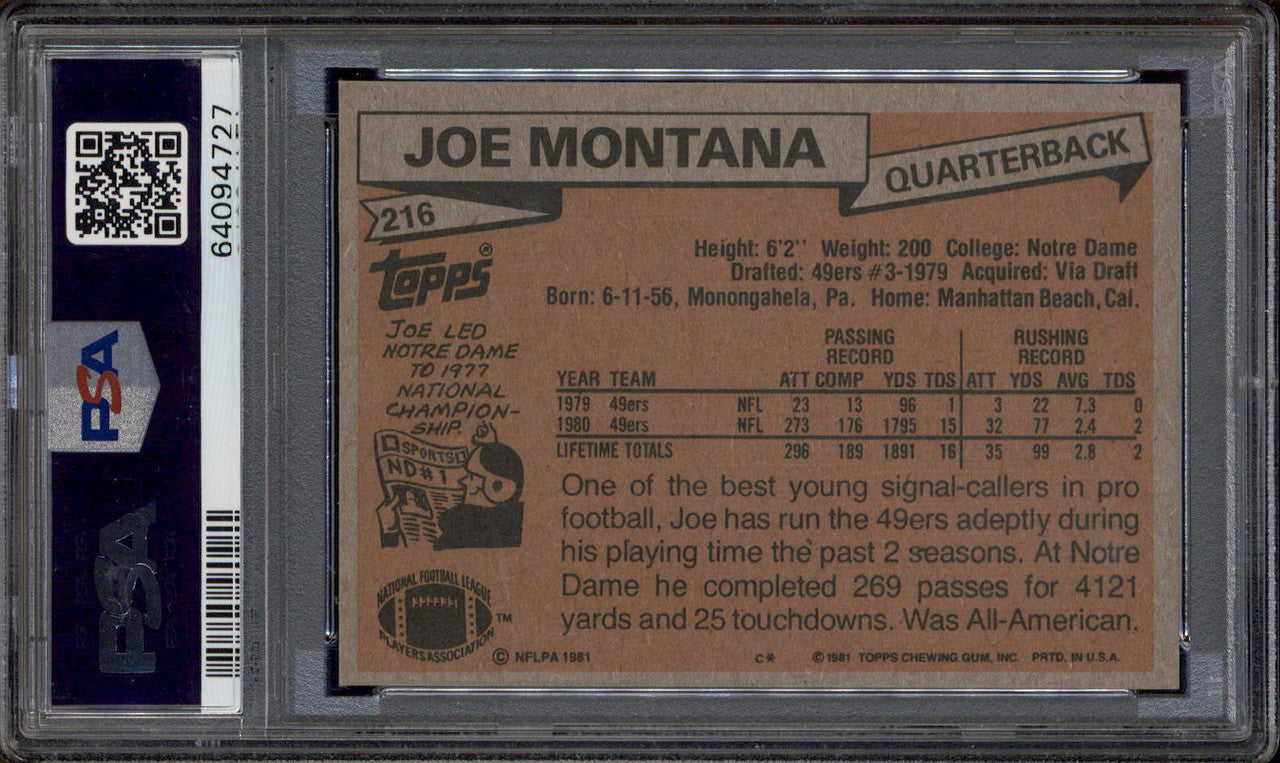 64094727
PSA
PSA
JOE MONTANA
QUARTERBACK
216
TOPPS®
Height: 6'2'' Weight: 200 College: Notre Dame
Drafted: 49ers #3-1979 Acquired: Via Draft
Born: 6-11-56, Monongahela, Pa. Home: Manhattan Beach, Cal.
JOE LED
NOTRE DAME
TO 1977
NATIONAL
CHAMPION-
SHIP.
SPORTS
ND#1
PASSING RECORD RUSHING RECORD
YEAR TEAM ATT COMP YDS TDS ATT YDS AVG TDS
1979 49ers NFL 23 13 96 1 3 22 7.3 0
1980 49ers NFL 273 176 1795 15 32 77 2.4 2
LIFETIME TOTALS 296 189 1891 16 35 99 2.8 2
One of the best young signal-callers in pro
football, Joe has run the 49ers adeptly during
his playing time the past 2 seasons. At Notre
Dame he completed 269 passes for 4121
yards and 25 touchdowns. Was All-American.
NATIONAL FOOTBALL LEAGUE
PLAYERS ASSOCIATION
TM
© NFLPA 1981
C*
© 1981 TOPPS CHEWING GUM, INC. PRTD. IN U.S.A.